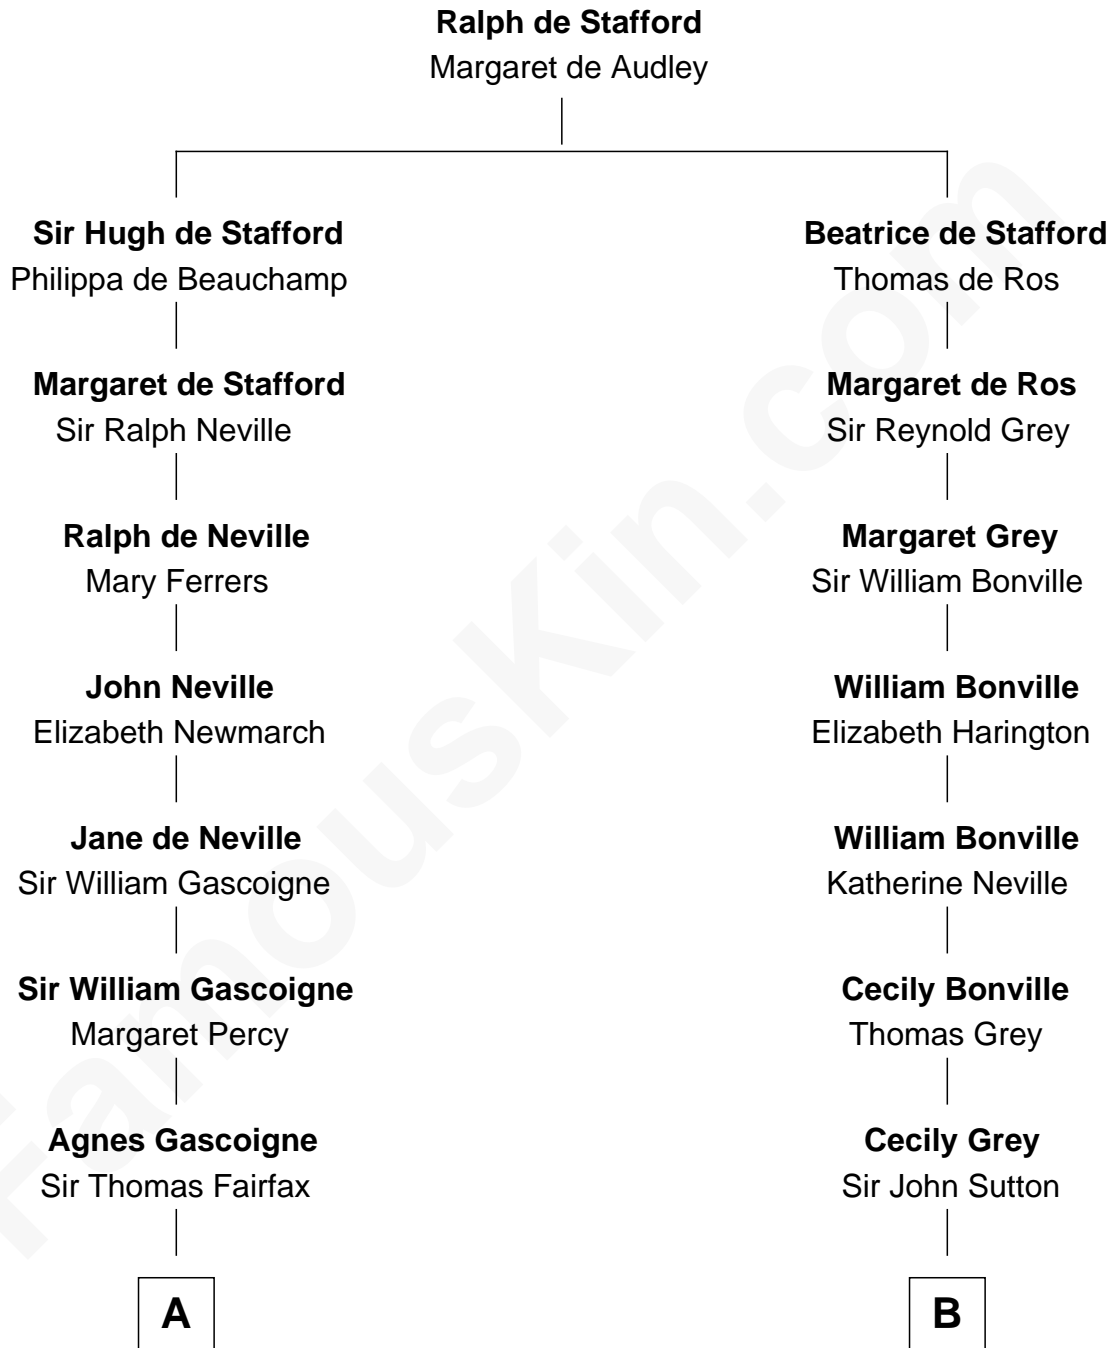 Ralph de Stafford
Margaret de Audley
Sir Hugh de Stafford
Philippa de Beauchamp
Beatrice de Stafford
Thomas de Ros
Margaret de Stafford
Sir Ralph Neville
Margaret de Ros
Sir Reynold Grey
Ralph de Neville
Mary Ferrers
Margaret Grey
Sir William Bonville
John Neville
Elizabeth Newmarch
William Bonville
Elizabeth Harington
Jane de Neville
Sir William Gascoigne
William Bonville
Katherine Neville
Sir William Gascoigne
Margaret Percy
Cecily Bonville
Thomas Grey
Agnes Gascoigne
Sir Thomas Fairfax
Cecily Grey
Sir John Sutton
A
B
FamousKin.com